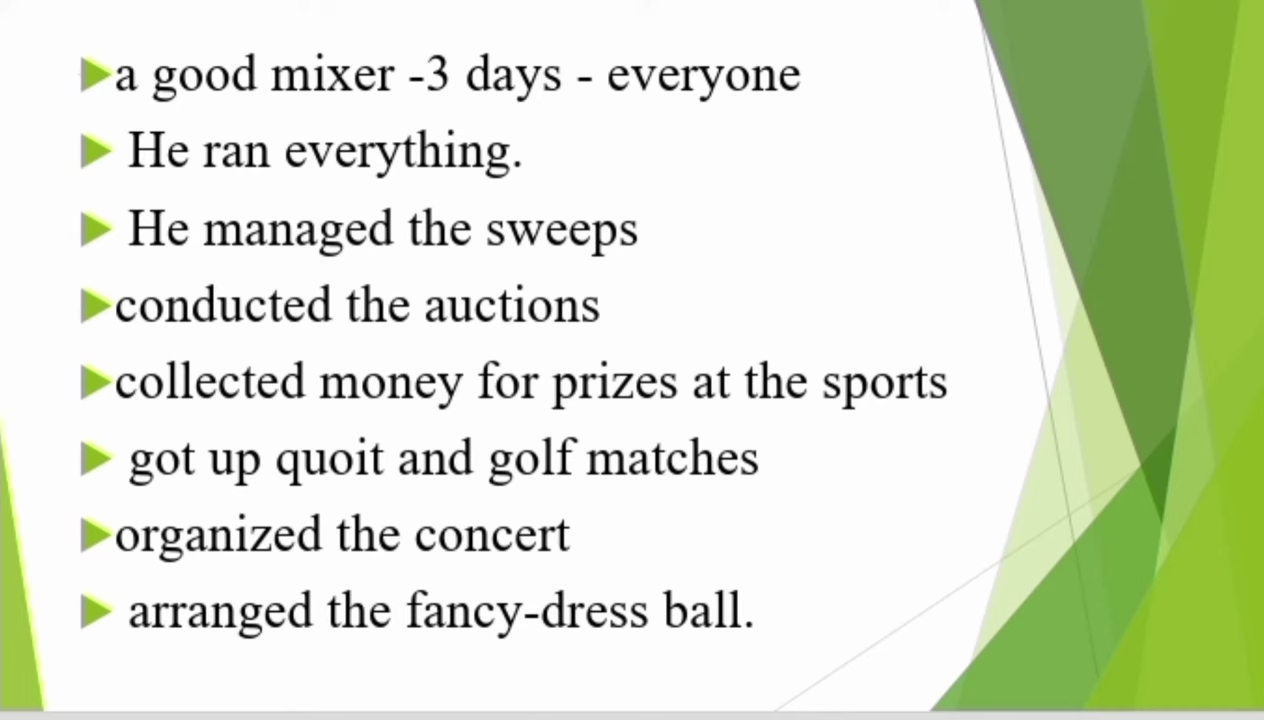 a good mixer -3 days - everyone
He ran everything.
He managed the sweeps
conducted the auctions
collected money for prizes at the sports
got up quoit and golf matches
organized the concert
arranged the fancy-dress ball.